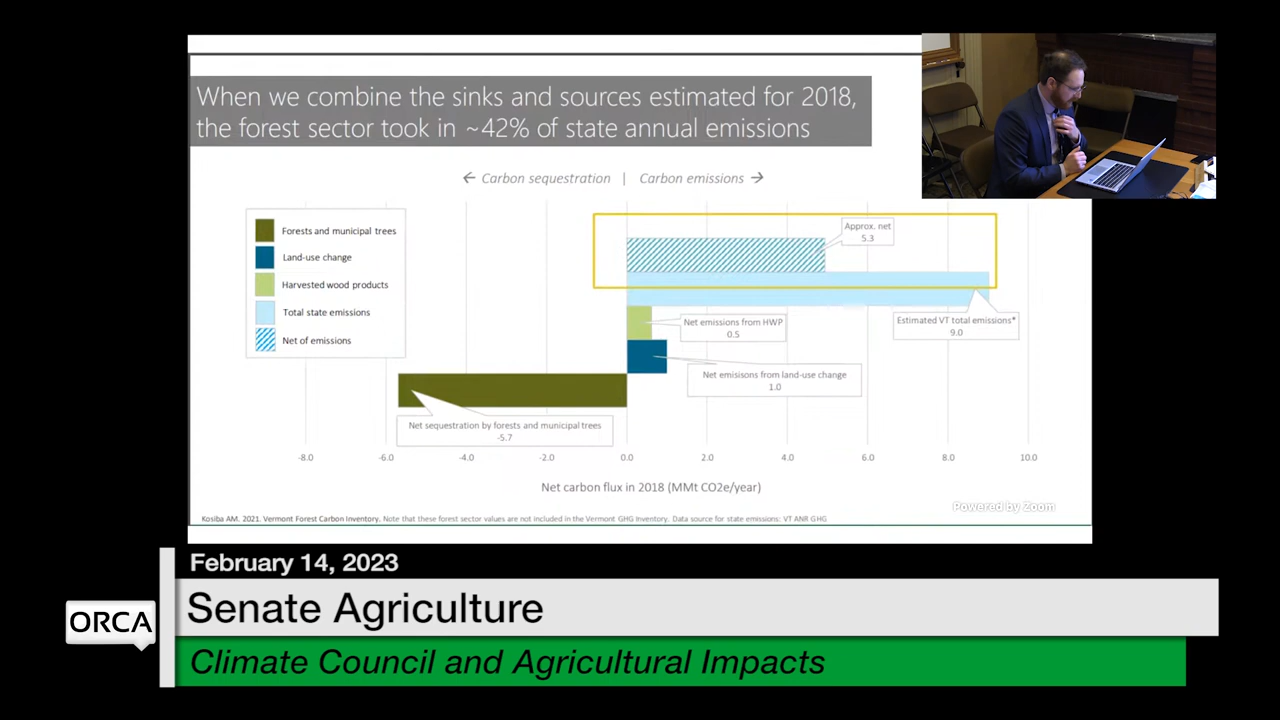 When we combine the sinks and sources estimated for 2018,
the forest sector took in ~42% of state annual emissions
← Carbon sequestration | Carbon emissions →
Forests and municipal trees
Land-use change
Harvested wood products
Total state emissions
Net of emissions
Approx. net
5.3
Estimated VT total emissions*
9.0
Net emissions from HWP
0.5
Net emisisons from land-use change
1.0
Net sequestration by forests and municipal trees
-5.7
-8.0 -6.0 -4.0 -2.0 0.0 2.0 4.0 6.0 8.0 10.0
Net carbon flux in 2018 (MMt CO2e/year)
Powered by Zoom
Kosiba AM. 2021. Vermont Forest Carbon Inventory. Note that these forest sector values are not included in the Vermont GHG Inventory. Data source for state emissions: VT ANR GHG
February 14, 2023
ORCA
Senate Agriculture
Climate Council and Agricultural Impacts